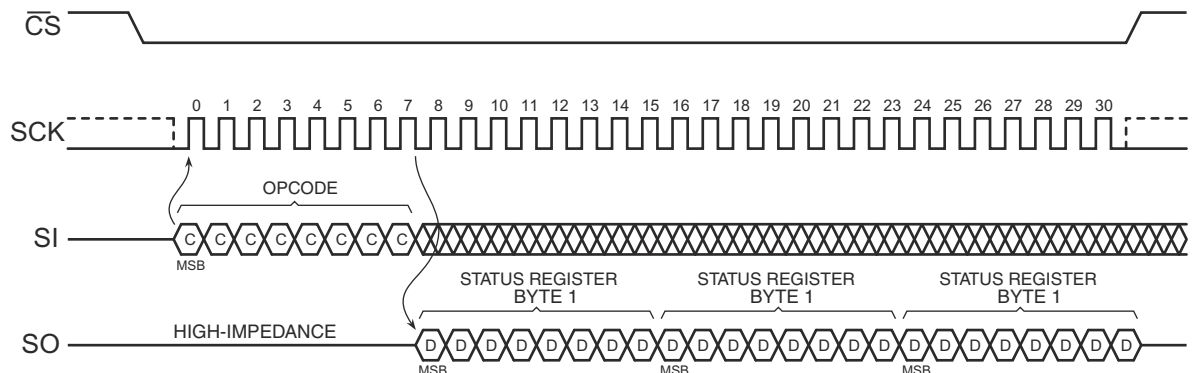 CS
0 1 2 3 4 5 6 7 8 9 10 11 12 13 14 15 16 17 18 19 20 21 22 23 24 25 26 27 28 29 30
SCK
OPCODE
SI
C C C C C C C C
MSB
STATUS REGISTER
BYTE 1
STATUS REGISTER
BYTE 1
STATUS REGISTER
BYTE 1
HIGH-IMPEDANCE
SO
D D D D D D D D D D D D D D D D D D D D D D D D
MSB
MSB
MSB